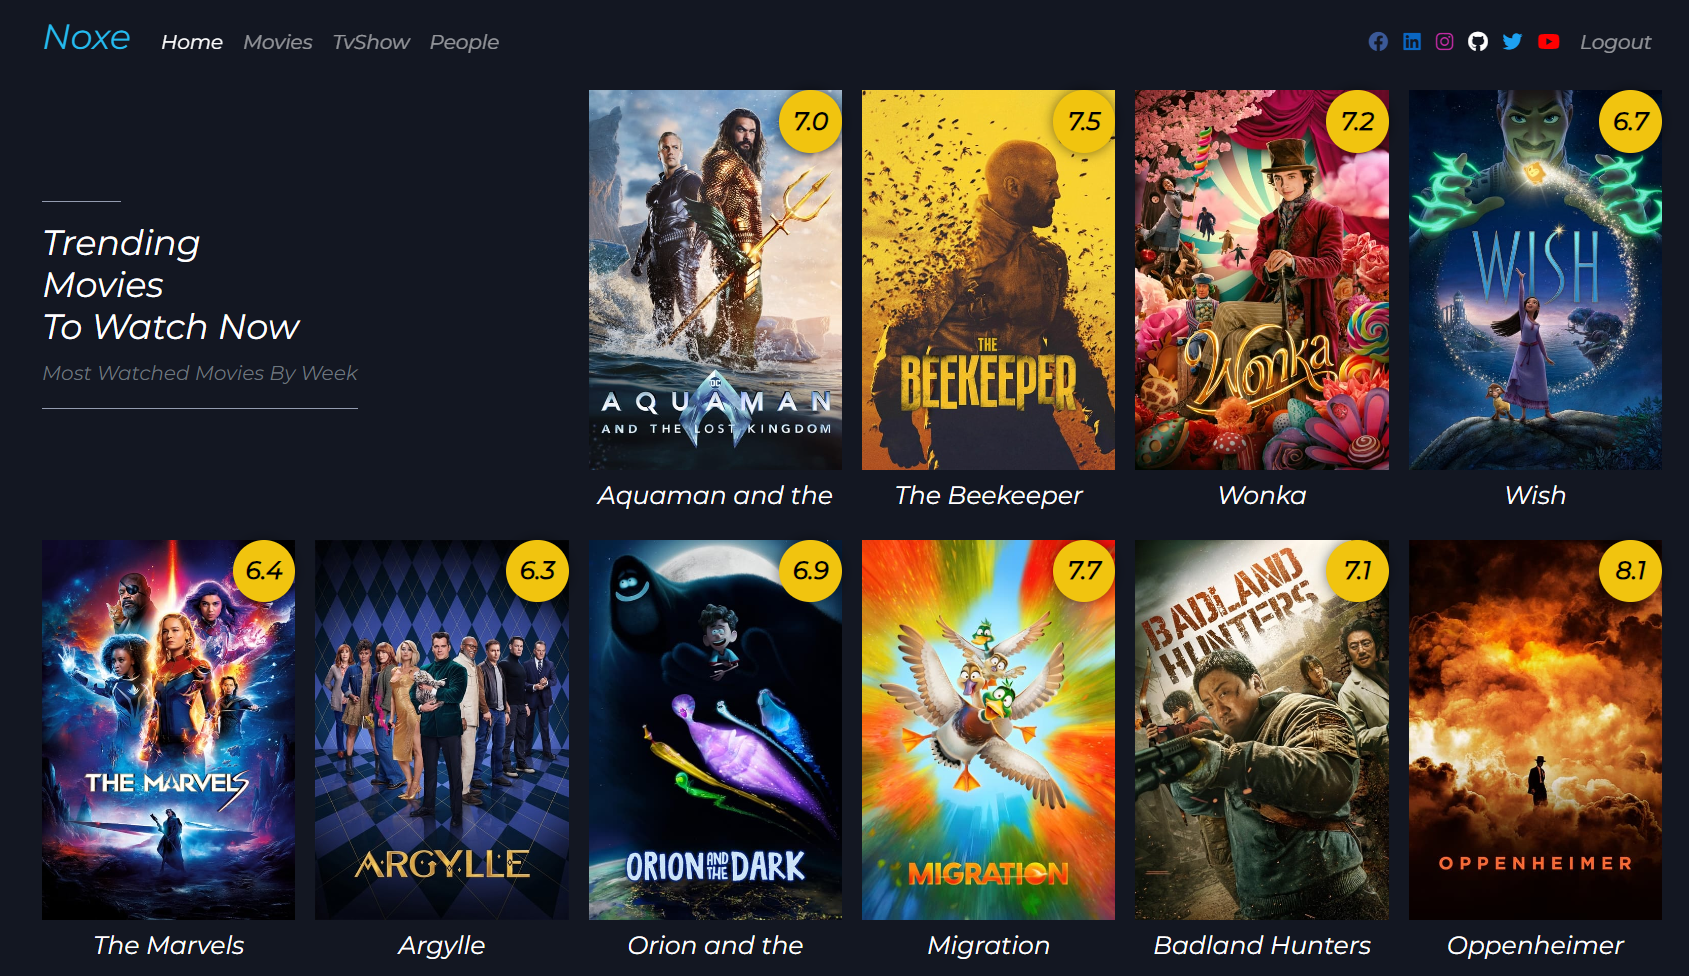 Noxe
Home Movies TvShow People
Logout
Trending
Movies
To Watch Now
Most Watched Movies By Week
7.0
DC
AQUAMAN
AND THE LOST KINGDOM
Aquaman and the
7.5
THE
BEEKEEPER
The Beekeeper
7.2
Wonka
Wonka
6.7
WISH
Wish
6.4
THE MARVELS
The Marvels
6.3
ARGYLLE
Argylle
6.9
ORION AND THE DARK
Orion and the
7.7
MIGRATION
Migration
7.1
BADLAND
HUNTERS
Badland Hunters
8.1
OPPENHEIMER
Oppenheimer